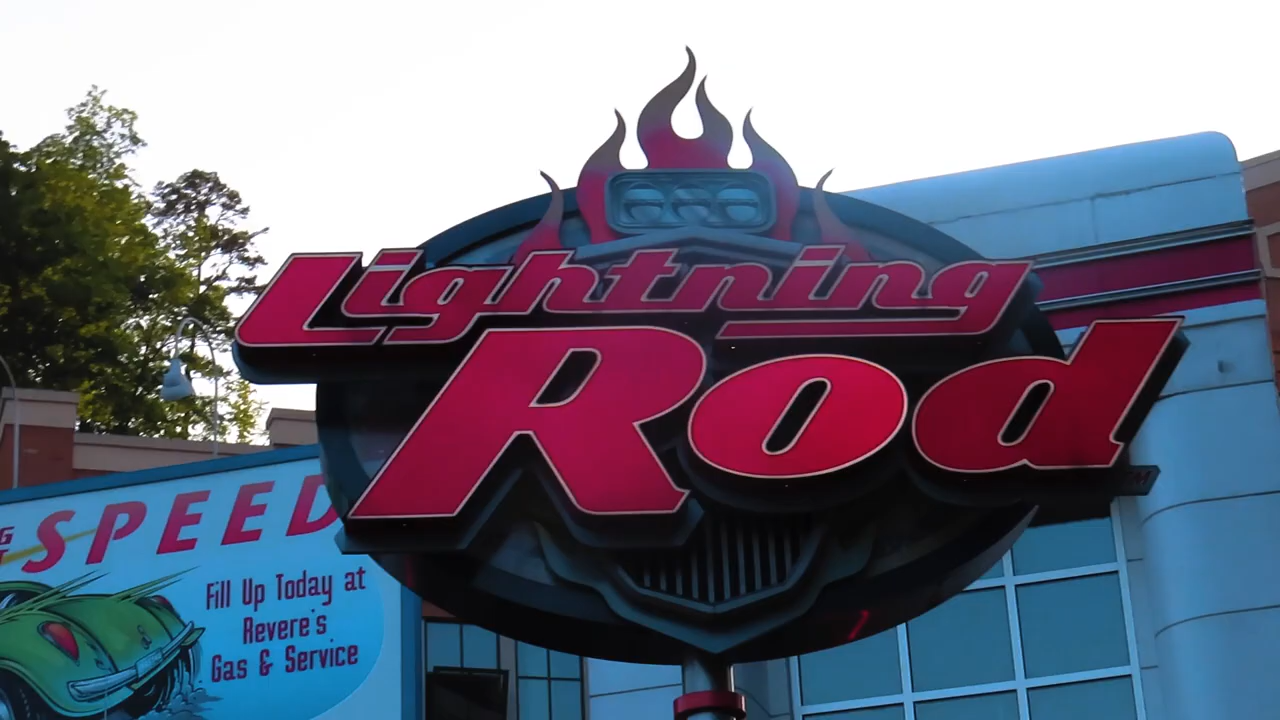 Lightning
Rod
SPEED
Fill Up Today at
Revere's
Gas & Service